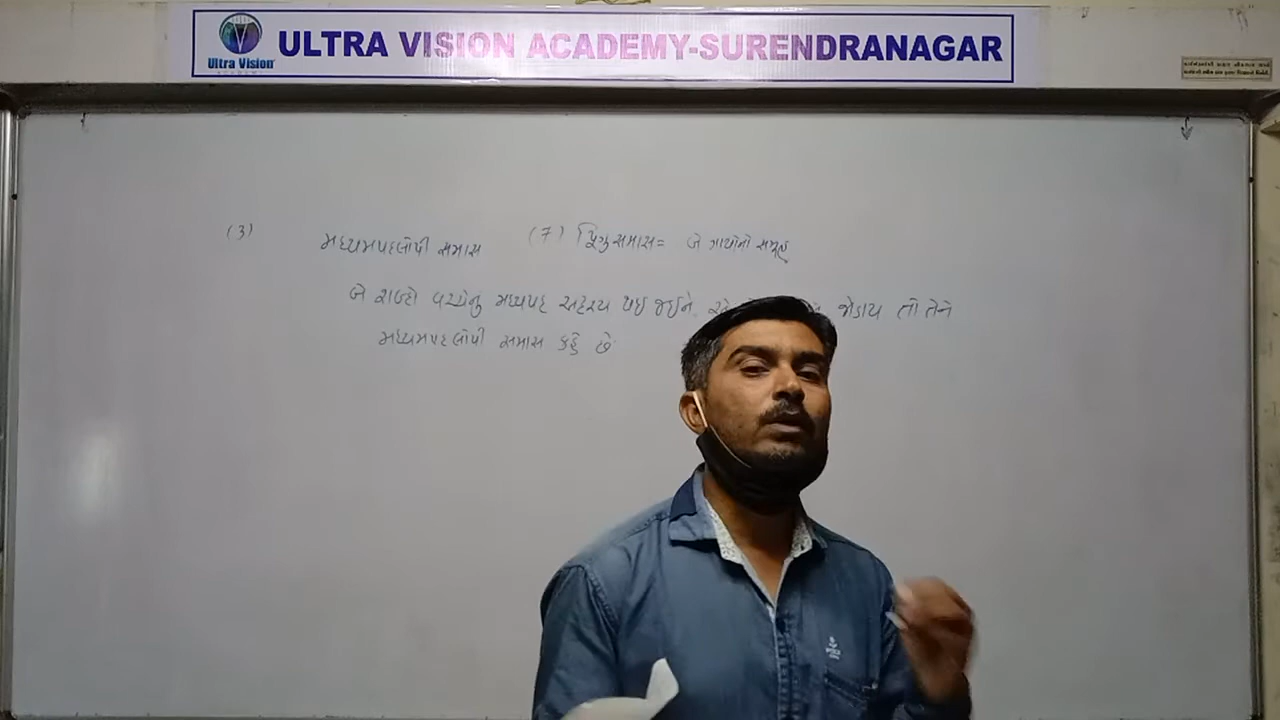 Ultra Vision
ACADEMY
ULTRA VISION ACADEMY-SURENDRANAGAR
(3) મધ્યમપદલોપી સમાસ (7) દ્વિગુસમાસ= બે ગાયોનો સમૂહ
બે શબ્દો વચ્ચેનું મધ્યપદ અદ્રશ્ય થઇ જઇને જોડાય તો તેને
મધ્યમપદલોપી સમાસ કહે છે